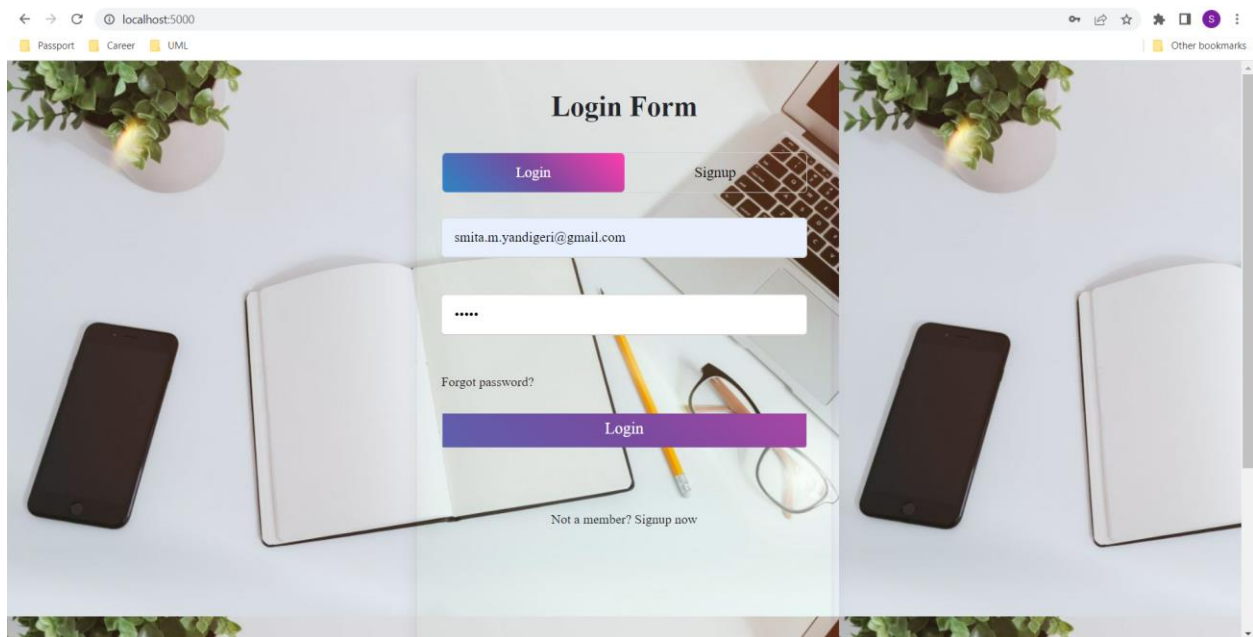 localhost:5000
S
Passport Career UML Other bookmarks
Login Form
Login Signup
smita.m.yandigeri@gmail.com
•••••
Forgot password?
Login
Not a member? Signup now